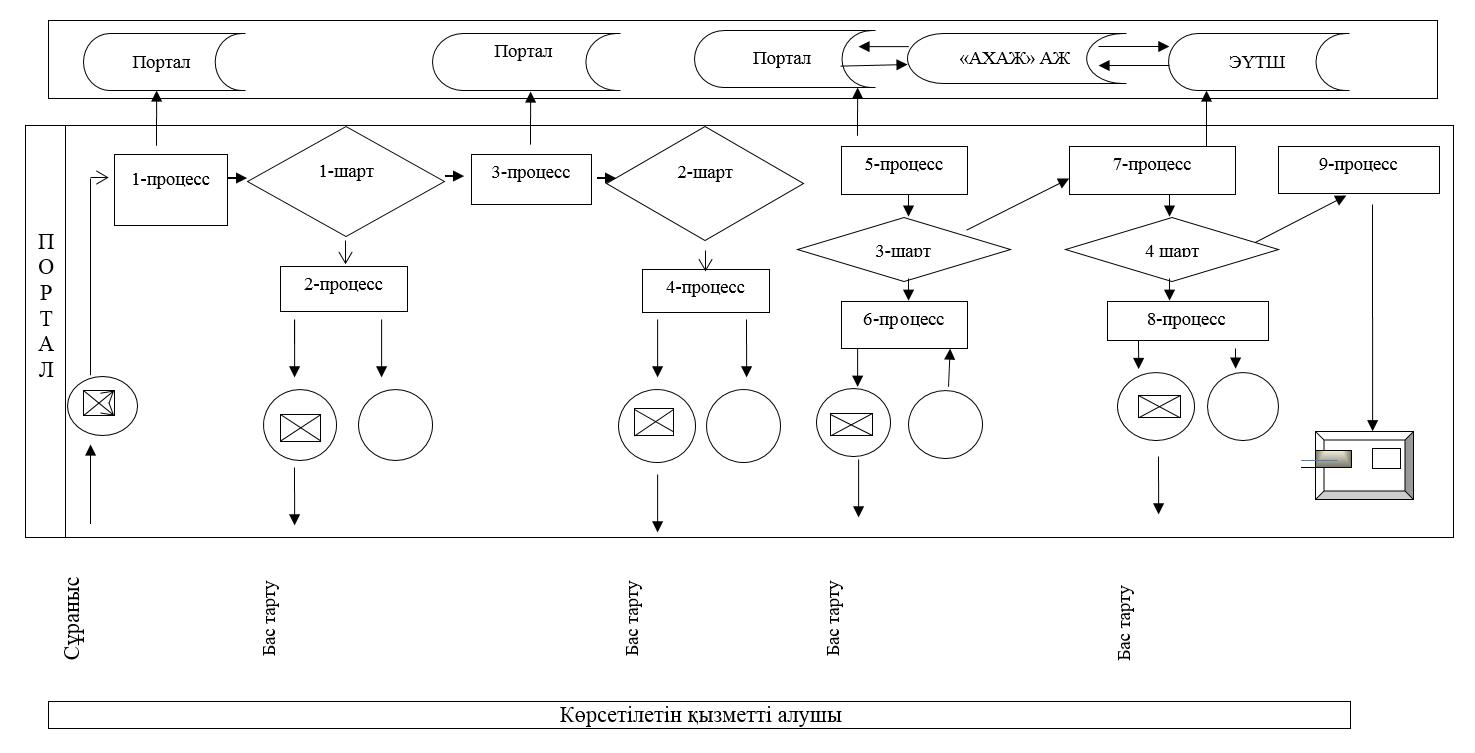 Портал
Портал
Портал
«АХАЖ» АЖ
ЭҮТШ
ПОРТАЛ
1-процесс
1-шарт
3-процесс
2-шарт
5-процесс
7-процесс
9-процесс
3-шарт
4 шарт
2-процесс
4-процесс
6-процесс
8-процесс
Сұраныс
Бас тарту
Бас тарту
Бас тарту
Бас тарту
Көрсетілетін қызметті алушы